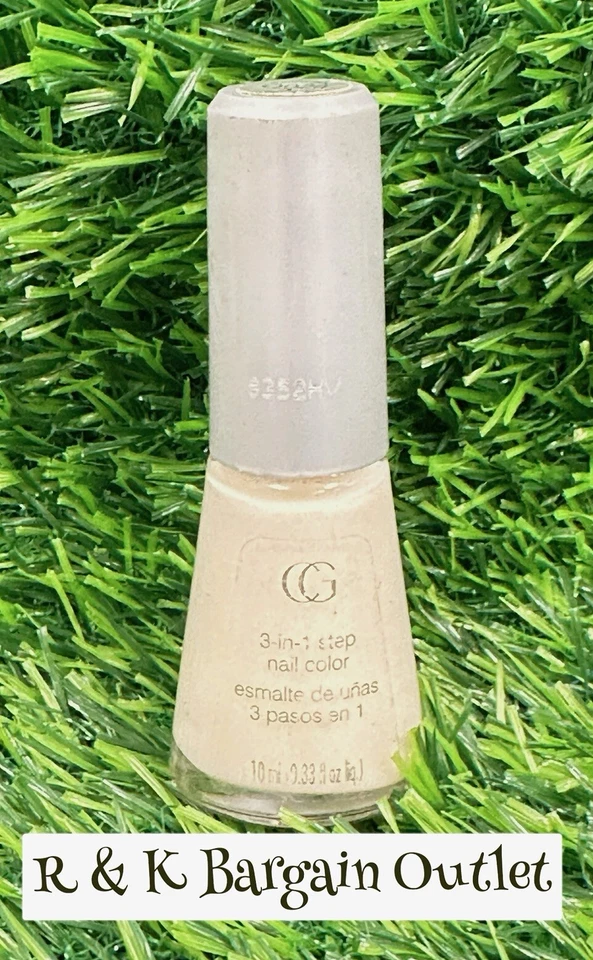 6352HV
CG
3-in-1 step
nail color
esmalte de uñas
3 pasos en 1
10 ml (0.33 fl oz liq.)
R & K Bargain Outlet